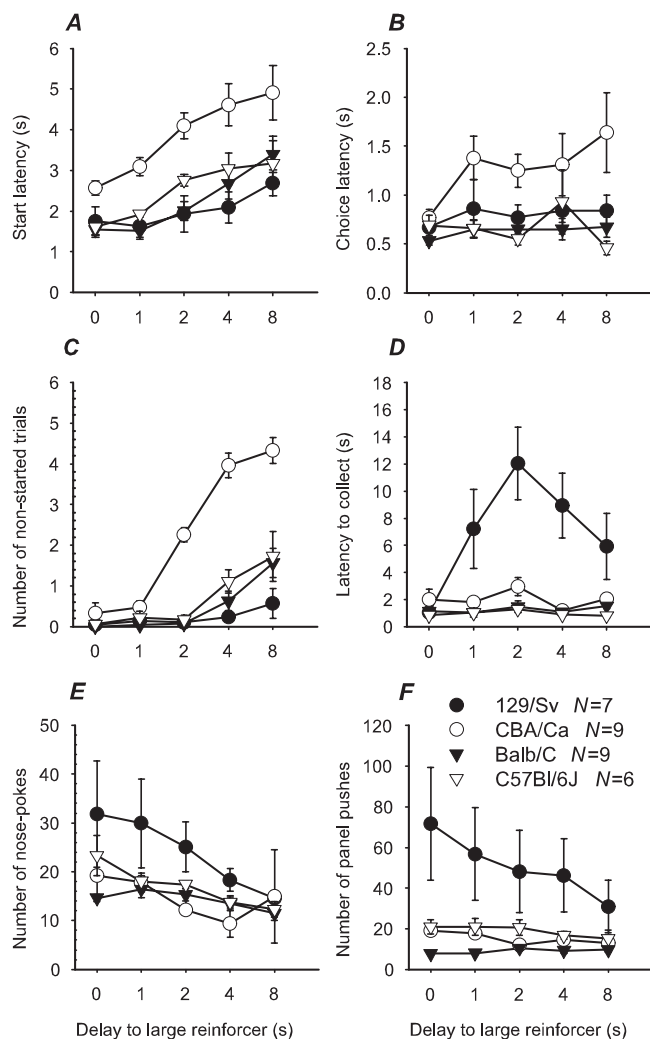 A
Start latency (s)
6
5
4
3
2
1
0
0 1 2 4 8
B
Choice latency (s)
2.5
2.0
1.5
1.0
0.5
0.0
0 1 2 4 8
C
Number of non-started trials
6
5
4
3
2
1
0
0 1 2 4 8
D
Latency to collect (s)
18
16
14
12
10
8
6
4
2
0
0 1 2 4 8
E
Number of nose-pokes
50
40
30
20
10
0
0 1 2 4 8
Delay to large reinforcer (s)
F
129/Sv N=7
CBA/Ca N=9
Balb/C N=9
C57Bl/6J N=6
Number of panel pushes
120
100
80
60
40
20
0
0 1 2 4 8
Delay to large reinforcer (s)